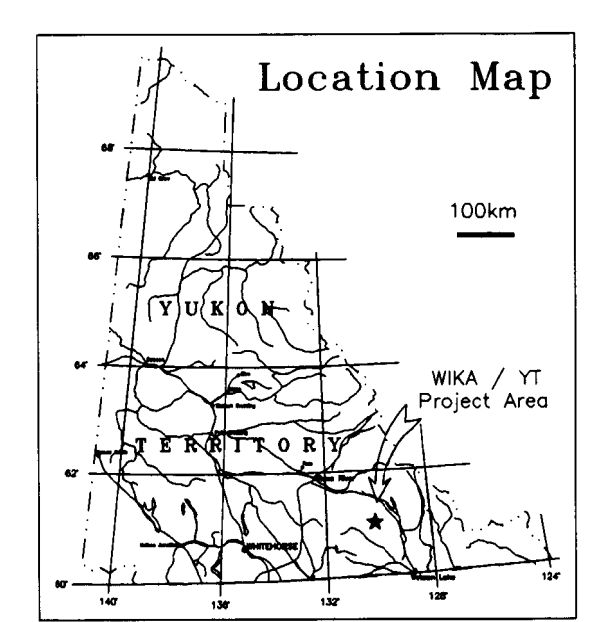 Location Map
68°
100km
66°
YUKON
64°
WIKA / YT
Project Area
TERRITORY
62°
WHITEHORSE
60°
140°
136°
132°
128°
124°